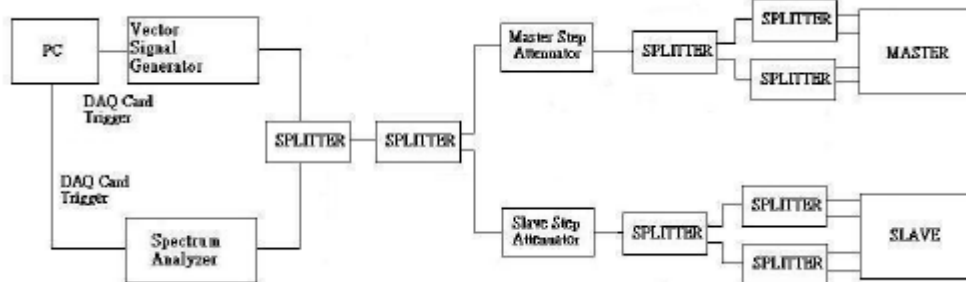 PC
Vector
Signal
Generator
DAQ Card
Trigger
DAQ Card
Trigger
Spectrum
Analyzer
SPLITTER
SPLITTER
Master Step
Attenuator
SPLITTER
SPLITTER
SPLITTER
MASTER
Slave Step
Attenuator
SPLITTER
SPLITTER
SPLITTER
SLAVE